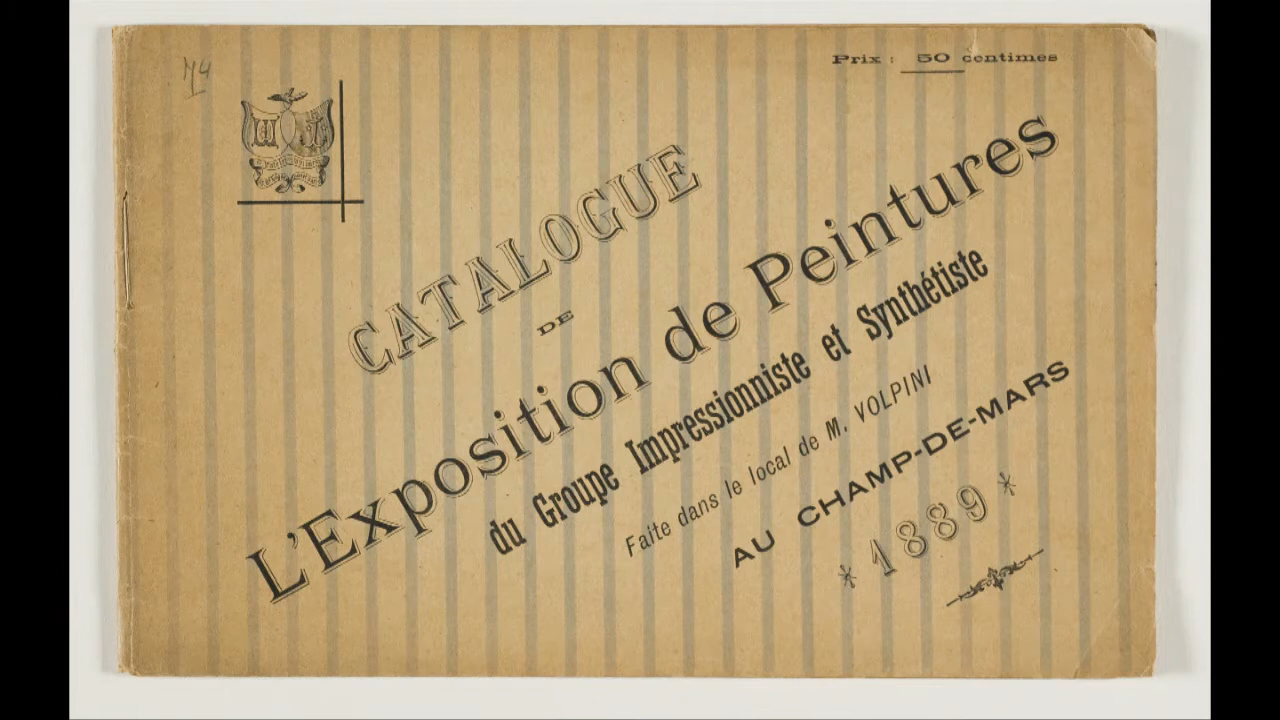 Prix : 50 centimes
CATALOGUE
DE
L'Exposition de Peintures
du Groupe Impressionniste et Synthétiste
Faite dans le local de M. VOLPINI
AU CHAMP-DE-MARS
* 1889 *